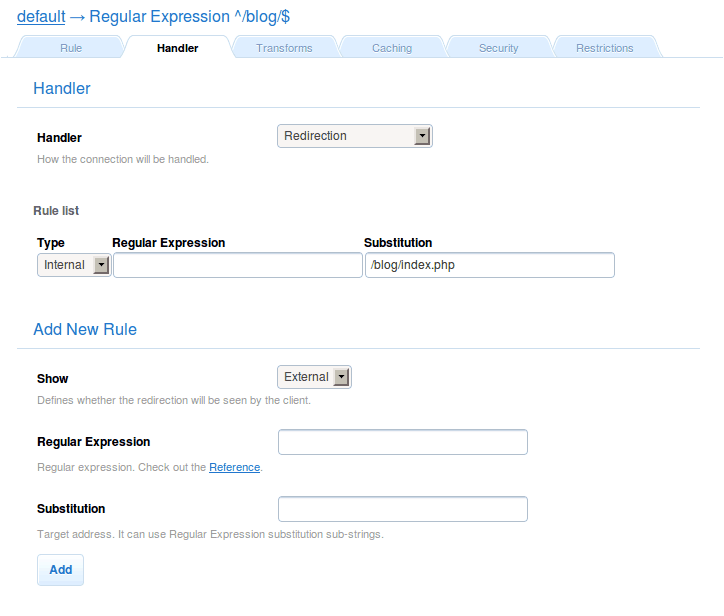 default → Regular Expression ^/blog/$
Rule Handler Transforms Caching Security Restrictions
Handler
Handler Redirection
How the connection will be handled.
Rule list
Type Regular Expression Substitution
Internal /blog/index.php
Add New Rule
Show External
Defines whether the redirection will be seen by the client.
Regular Expression
Regular expression. Check out the Reference.
Substitution
Target address. It can use Regular Expression substitution sub-strings.
Add